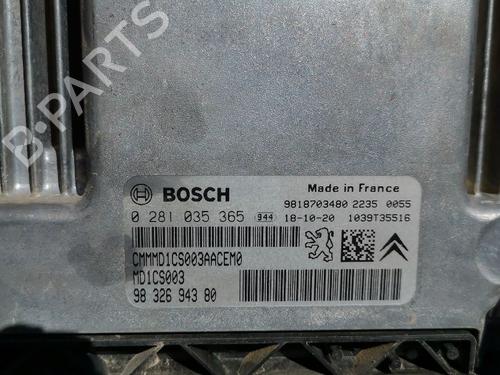 B-PARTS
BOSCH
Made in France
9818703480 2235 0055
0 281 035 365 944 18-10-20 1039T35516
CMMMD1CS003AACEM0
MD1CS003
98 326 943 80